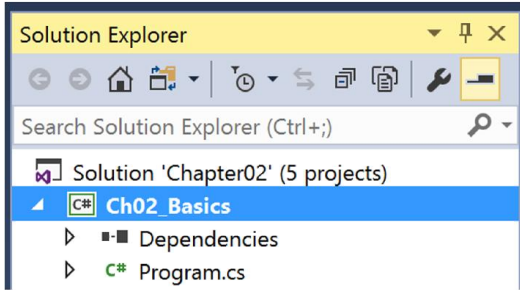 Solution Explorer
Search Solution Explorer (Ctrl+;)
Solution 'Chapter02' (5 projects)
C# Ch02_Basics
Dependencies
C# Program.cs